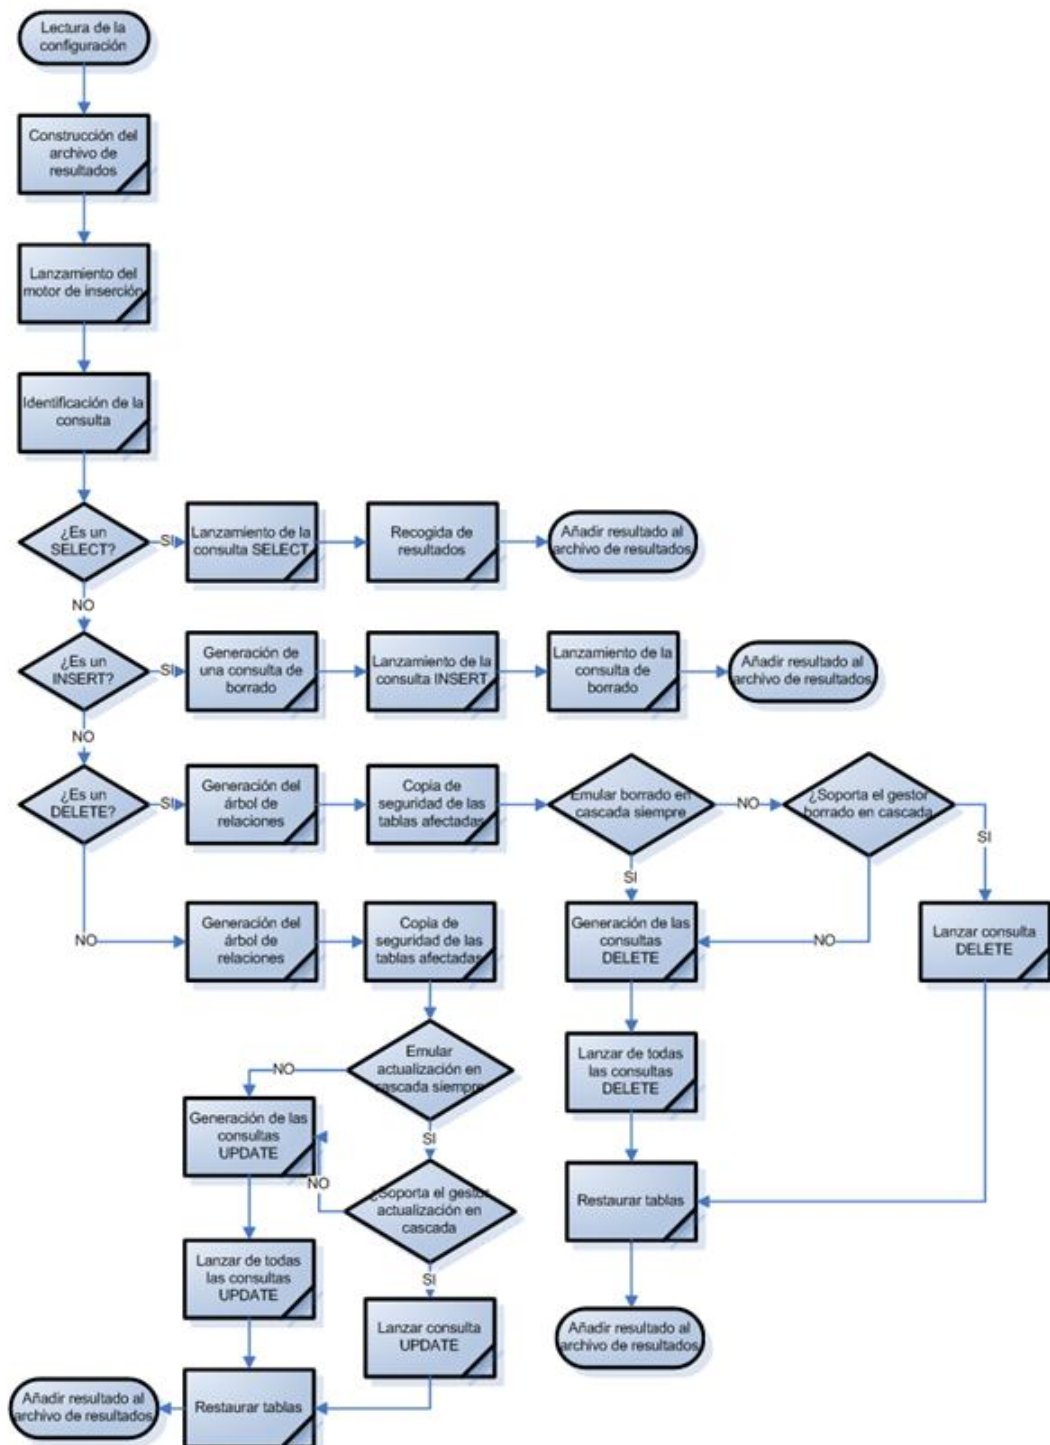 Lectura de la
configuración
Construcción del
archivo de
resultados
Lanzamiento del
motor de inserción
Identificación de la
consulta
¿Es un
SELECT?
SI
Lanzamiento de la
consulta SELECT
Recogida de
resultados
Añadir resultado al
archivo de resultados
NO
¿Es un
INSERT?
SI
Generación de
una consulta de
borrado
Lanzamiento de la
consulta INSERT
Lanzamiento de la
consulta de
borrado
Añadir resultado al
archivo de resultados
NO
¿Es un
DELETE?
SI
Generación del
árbol de
relaciones
Copia de
seguridad de las
tablas afectadas
Emular borrado en
cascada siempre
NO
¿Soporta el gestor
borrado en cascada
SI
SI
NO
Generación del
árbol de
relaciones
Copia de
seguridad de las
tablas afectadas
Generación de las
consultas
DELETE
NO
Lanzar consulta
DELETE
Emular
actualización en
cascada siempre
NO
Lanzar de todas
las consultas
DELETE
Generación de las
consultas
UPDATE
SI
NO
¿Soporta el gestor
actualización en
cascada
Restaurar tablas
Lanzar de todas
las consultas
UPDATE
SI
Lanzar consulta
UPDATE
Añadir resultado al
archivo de resultados
Añadir resultado al
archivo de resultados
Restaurar tablas